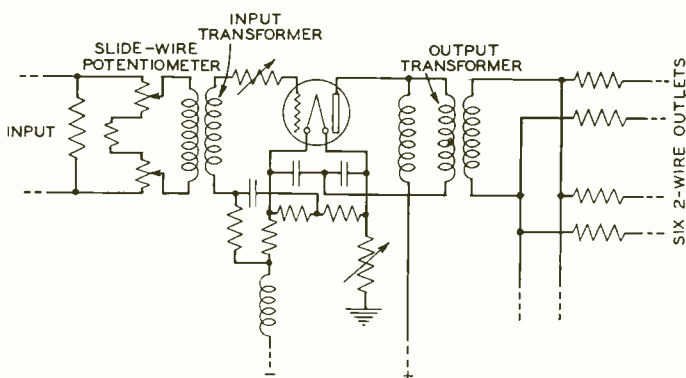 INPUT
TRANSFORMER
SLIDE-WIRE
POTENTIOMETER
OUTPUT
TRANSFORMER
INPUT
SIX 2-WIRE OUTLETS